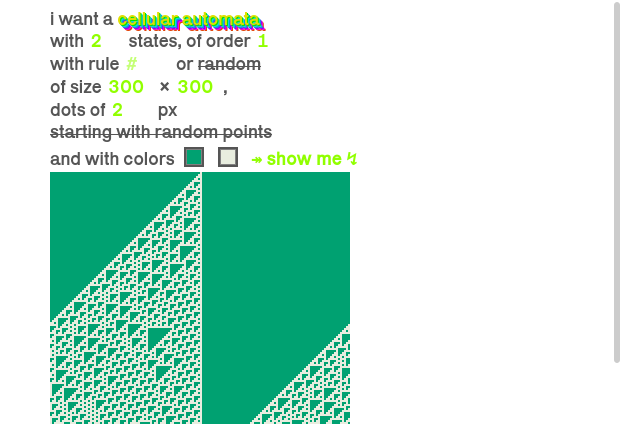 i want a cellular automata
with 2 states, of order 1
with rule # or random
of size 300 × 300 ,
dots of 2 px
starting with random points
and with colors ↠ show me ↯